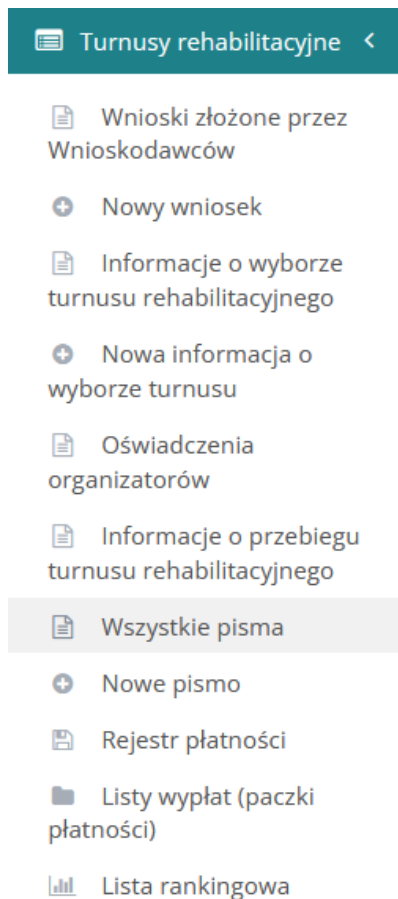 Turnusy rehabilitacyjne
Wnioski złożone przez
Wnioskodawców
Nowy wniosek
Informacje o wyborze
turnusu rehabilitacyjnego
Nowa informacja o
wyborze turnusu
Oświadczenia
organizatorów
Informacje o przebiegu
turnusu rehabilitacyjnego
Wszystkie pisma
Nowe pismo
Rejestr płatności
Listy wypłat (paczki
płatności)
Lista rankingowa